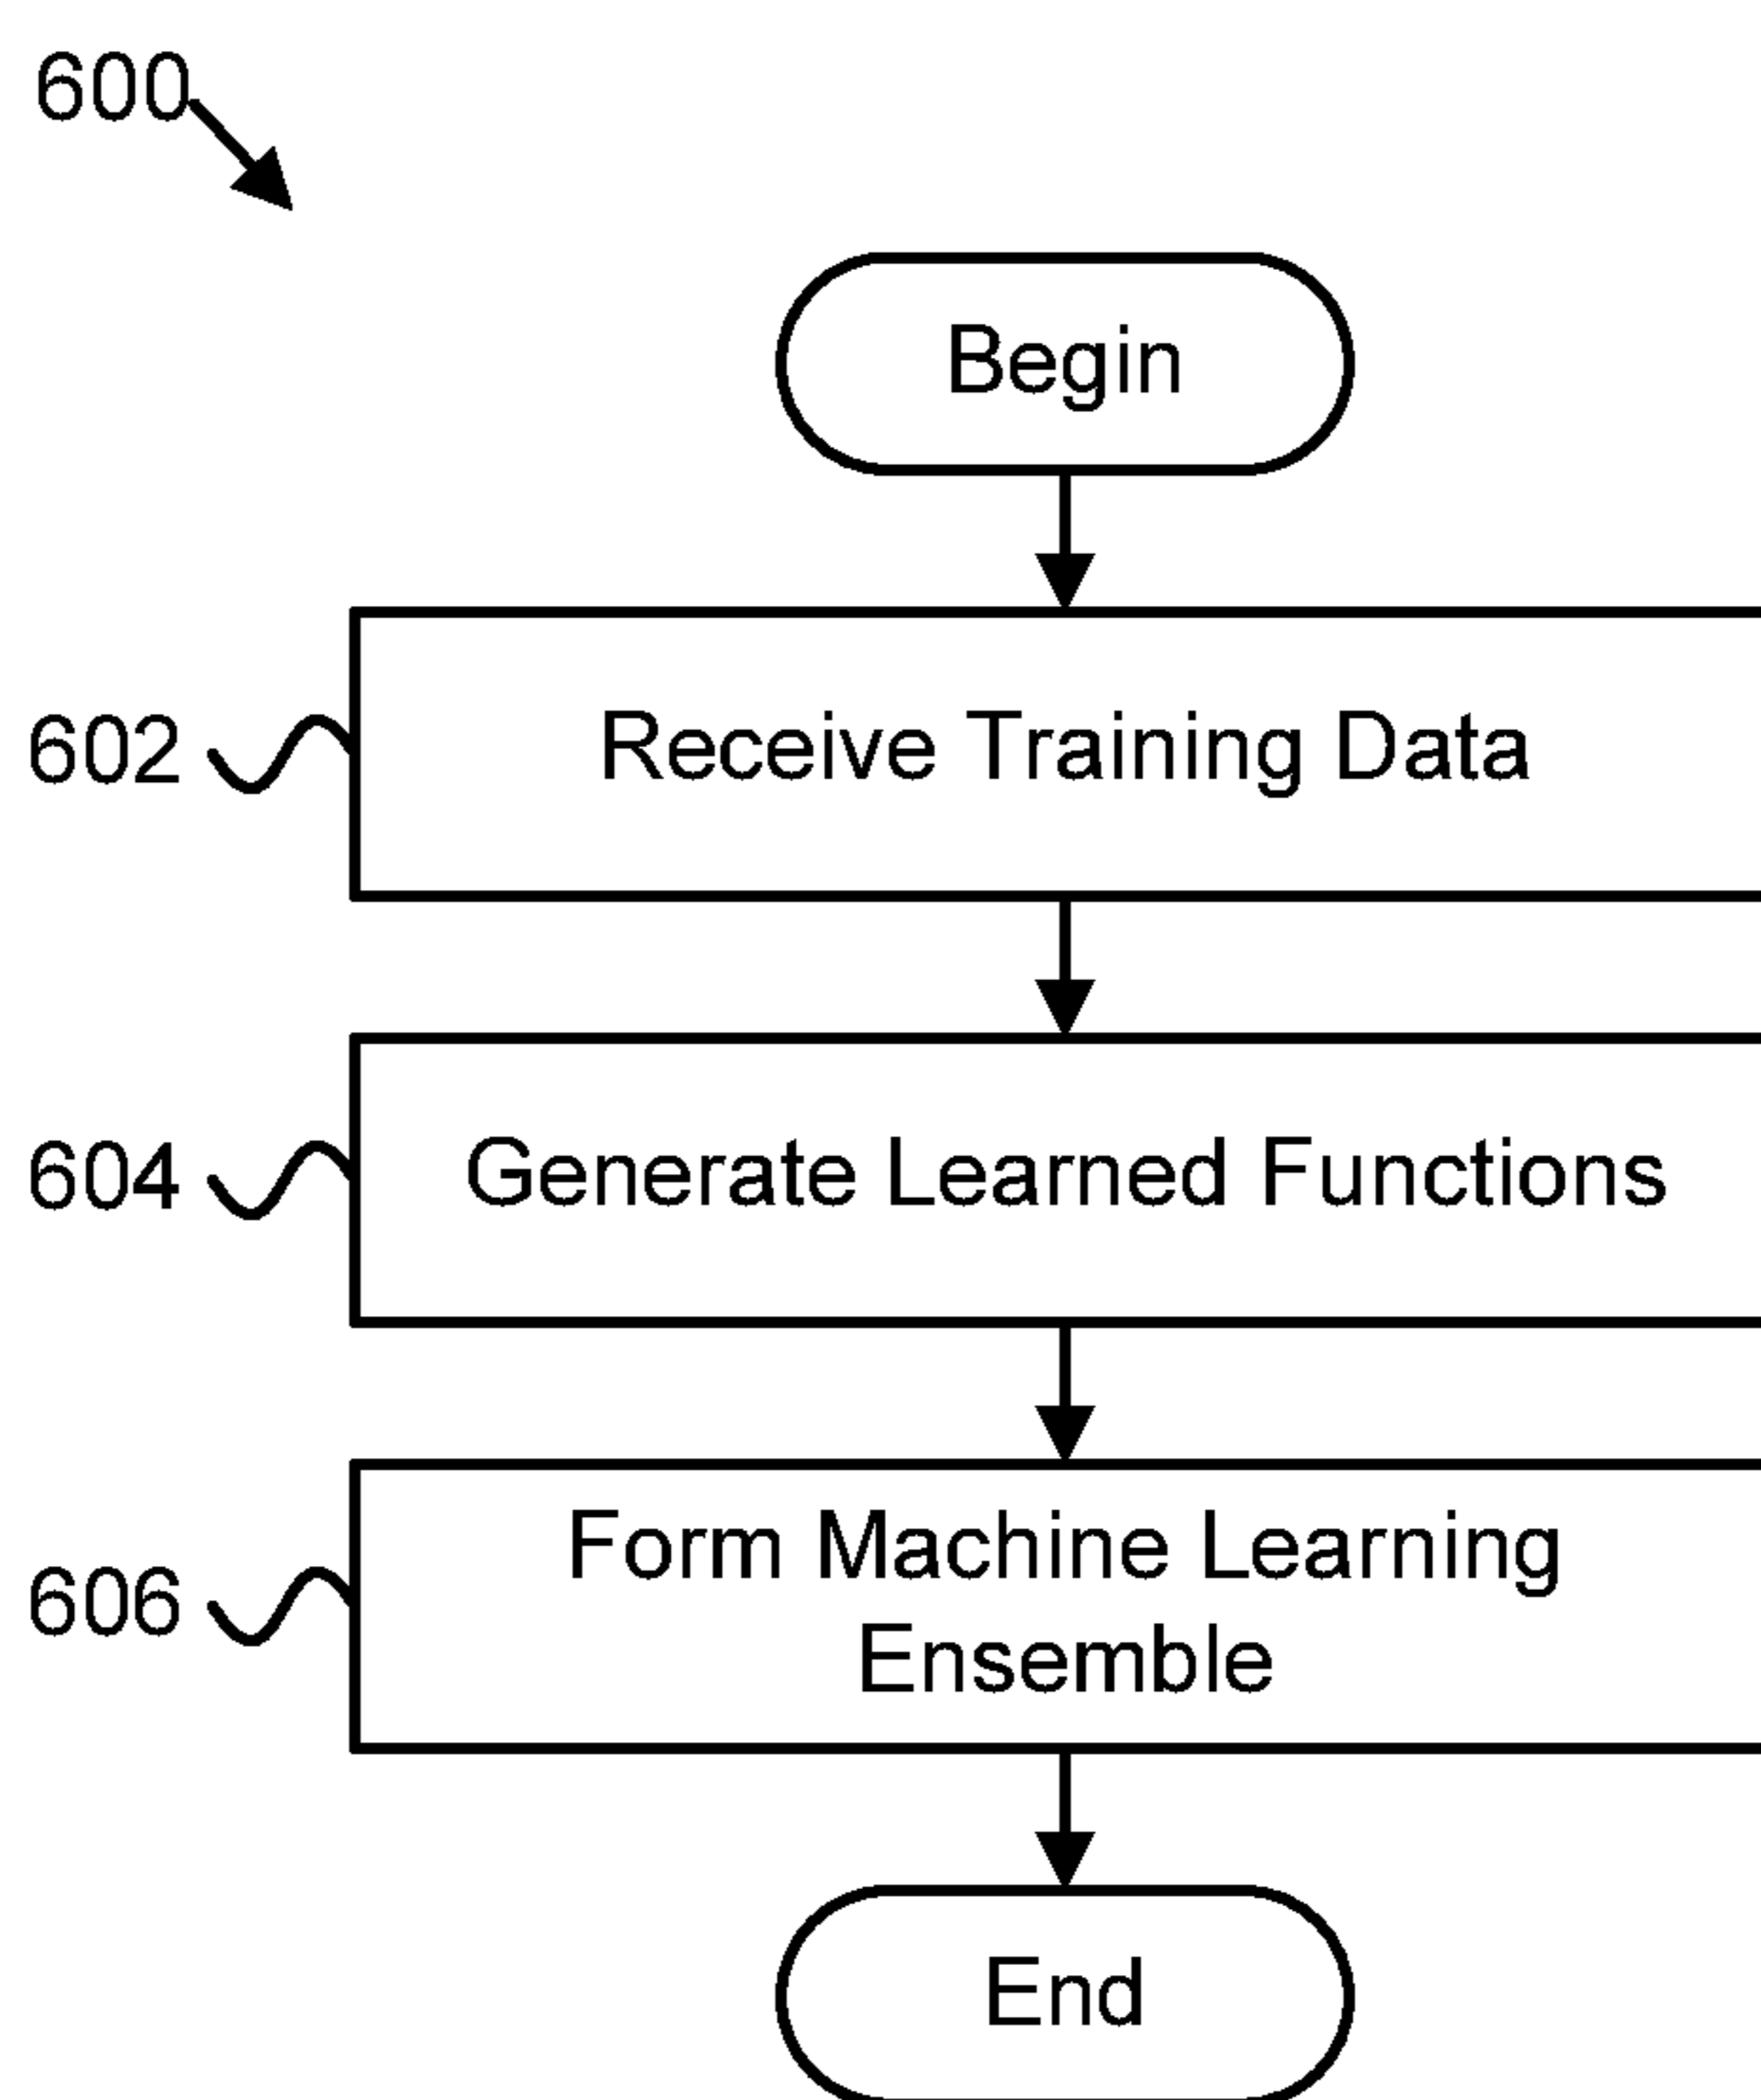 600
Begin
602
Receive Training Data
604
Generate Learned Functions
606
Form Machine Learning
Ensemble
End